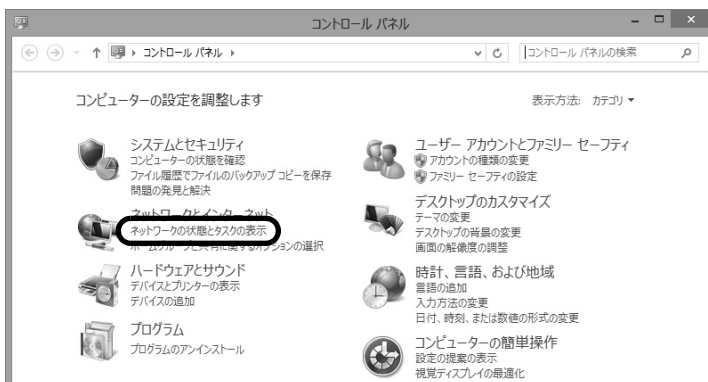 コントロール パネル
コントロール パネル
コントロール パネルの検索
コンピューターの設定を調整します
表示方法: カテゴリ
システムとセキュリティ
コンピューターの状態を確認
ファイル履歴でファイルのバックアップ コピーを保存
問題の発見と解決
ネットワークとインターネット
ネットワークの状態とタスクの表示
ホームグループと共有に関するオプションの選択
ハードウェアとサウンド
デバイスとプリンターの表示
デバイスの追加
プログラム
プログラムのアンインストール
ユーザー アカウントとファミリー セーフティ
アカウントの種類の変更
ファミリー セーフティの設定
デスクトップのカスタマイズ
テーマの変更
デスクトップの背景の変更
画面の解像度の調整
時計、言語、および地域
言語の追加
入力方法の変更
日付、時刻、または数値の形式の変更
コンピューターの簡単操作
設定の提案の表示
視覚ディスプレイの最適化